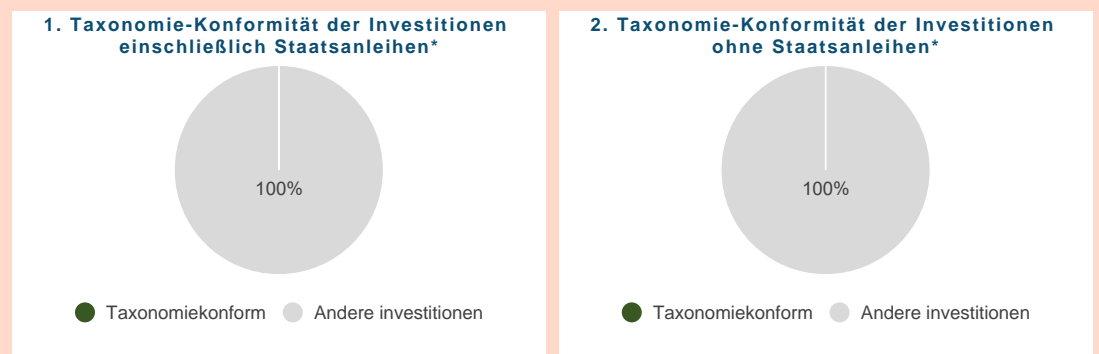 1. Taxonomie-Konformität der Investitionen
einschließlich Staatsanleihen*
100%
Taxonomiekonform
Andere investitionen
2. Taxonomie-Konformität der Investitionen
ohne Staatsanleihen*
100%
Taxonomiekonform
Andere investitionen